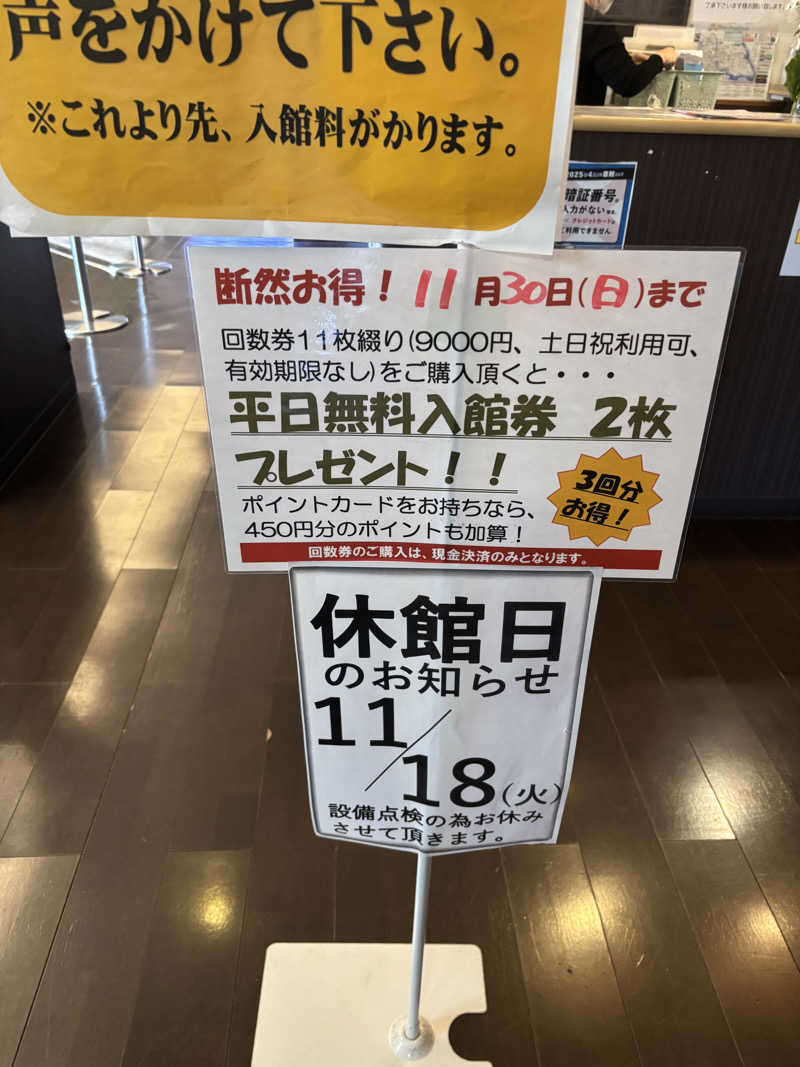 声をかけて下さい。
※これより先、入館料がかります。
暗証番号。
断然お得！11月30日(日)まで
回数券11枚綴り(9000円、土日祝利用可、
有効期限なし)をご購入頂くと・・・
平日無料入館券 2枚
プレゼント！！
3回分
お得！
ポイントカードをお持ちなら、
450円分のポイントも加算！
回数券のご購入は、現金決済のみとなります。
休館日
のお知らせ
11／18(火)
設備点検の為お休み
させて頂きます。